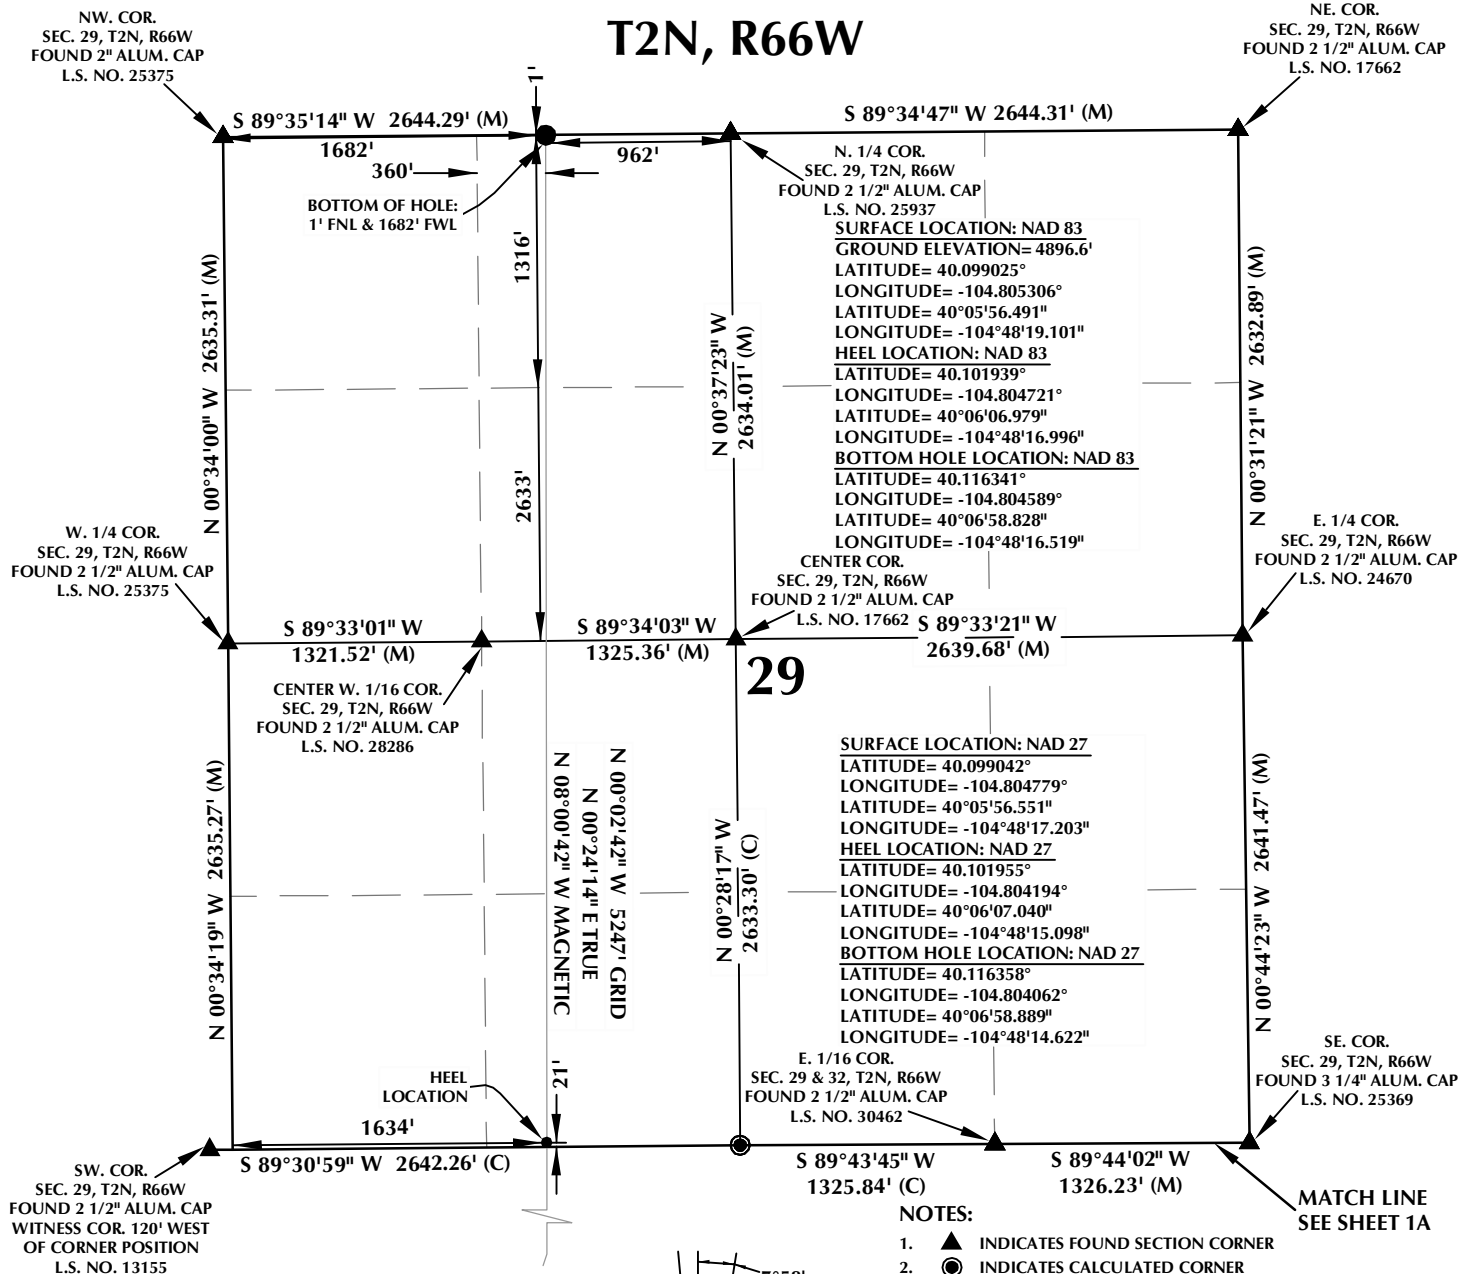 T2N, R66W
NW. COR.
SEC. 29, T2N, R66W
FOUND 2" ALUM. CAP
L.S. NO. 25375
NE. COR.
SEC. 29, T2N, R66W
FOUND 2 1/2" ALUM. CAP
L.S. NO. 17662
1'
S 89°35'14" W 2644.29' (M)
S 89°34'47" W 2644.31' (M)
1682'
962'
360'
BOTTOM OF HOLE:
1' FNL & 1682' FWL
N. 1/4 COR.
SEC. 29, T2N, R66W
FOUND 2 1/2" ALUM. CAP
L.S. NO. 25937
SURFACE LOCATION: NAD 83
GROUND ELEVATION= 4896.6'
LATITUDE= 40.099025°
LONGITUDE= -104.805306°
LATITUDE= 40°05'56.491"
LONGITUDE= -104°48'19.101"
HEEL LOCATION: NAD 83
LATITUDE= 40.101939°
LONGITUDE= -104.804721°
LATITUDE= 40°06'06.979"
LONGITUDE= -104°48'16.996"
BOTTOM HOLE LOCATION: NAD 83
LATITUDE= 40.116341°
LONGITUDE= -104.804589°
LATITUDE= 40°06'58.828"
LONGITUDE= -104°48'16.519"
N 00°34'00" W 2635.31' (M)
1316'
2633'
N 00°37'23" W
2634.01' (M)
N 00°31'21" W 2632.89' (M)
W. 1/4 COR.
SEC. 29, T2N, R66W
FOUND 2 1/2" ALUM. CAP
L.S. NO. 25375
CENTER COR.
SEC. 29, T2N, R66W
FOUND 2 1/2" ALUM. CAP
L.S. NO. 17662
E. 1/4 COR.
SEC. 29, T2N, R66W
FOUND 2 1/2" ALUM. CAP
L.S. NO. 24670
S 89°33'01" W
1321.52' (M)
S 89°34'03" W
1325.36' (M)
S 89°33'21" W
2639.68' (M)
29
CENTER W. 1/16 COR.
SEC. 29, T2N, R66W
FOUND 2 1/2" ALUM. CAP
L.S. NO. 28286
N 00°34'19" W 2635.27' (M)
N 00°02'42" W 5247' GRID
N 00°24'14" E TRUE
N 08°00'42" W MAGNETIC
N 00°28'17" W
2633.30' (C)
SURFACE LOCATION: NAD 27
LATITUDE= 40.099042°
LONGITUDE= -104.804779°
LATITUDE= 40°05'56.551"
LONGITUDE= -104°48'17.203"
HEEL LOCATION: NAD 27
LATITUDE= 40.101955°
LONGITUDE= -104.804194°
LATITUDE= 40°06'07.040"
LONGITUDE= -104°48'15.098"
BOTTOM HOLE LOCATION: NAD 27
LATITUDE= 40.116358°
LONGITUDE= -104.804062°
LATITUDE= 40°06'58.889"
LONGITUDE= -104°48'14.622"
N 00°44'23" W 2641.47' (M)
HEEL
LOCATION
21'
1634'
E. 1/16 COR.
SEC. 29 & 32, T2N, R66W
FOUND 2 1/2" ALUM. CAP
L.S. NO. 30462
SE. COR.
SEC. 29, T2N, R66W
FOUND 3 1/4" ALUM. CAP
L.S. NO. 25369
S 89°30'59" W 2642.26' (C)
S 89°43'45" W
1325.84' (C)
S 89°44'02" W
1326.23' (M)
SW. COR.
SEC. 29, T2N, R66W
FOUND 2 1/2" ALUM. CAP
WITNESS COR. 120' WEST
OF CORNER POSITION
L.S. NO. 13155
MATCH LINE
SEE SHEET 1A
NOTES:
1. INDICATES FOUND SECTION CORNER
2. INDICATES CALCULATED CORNER